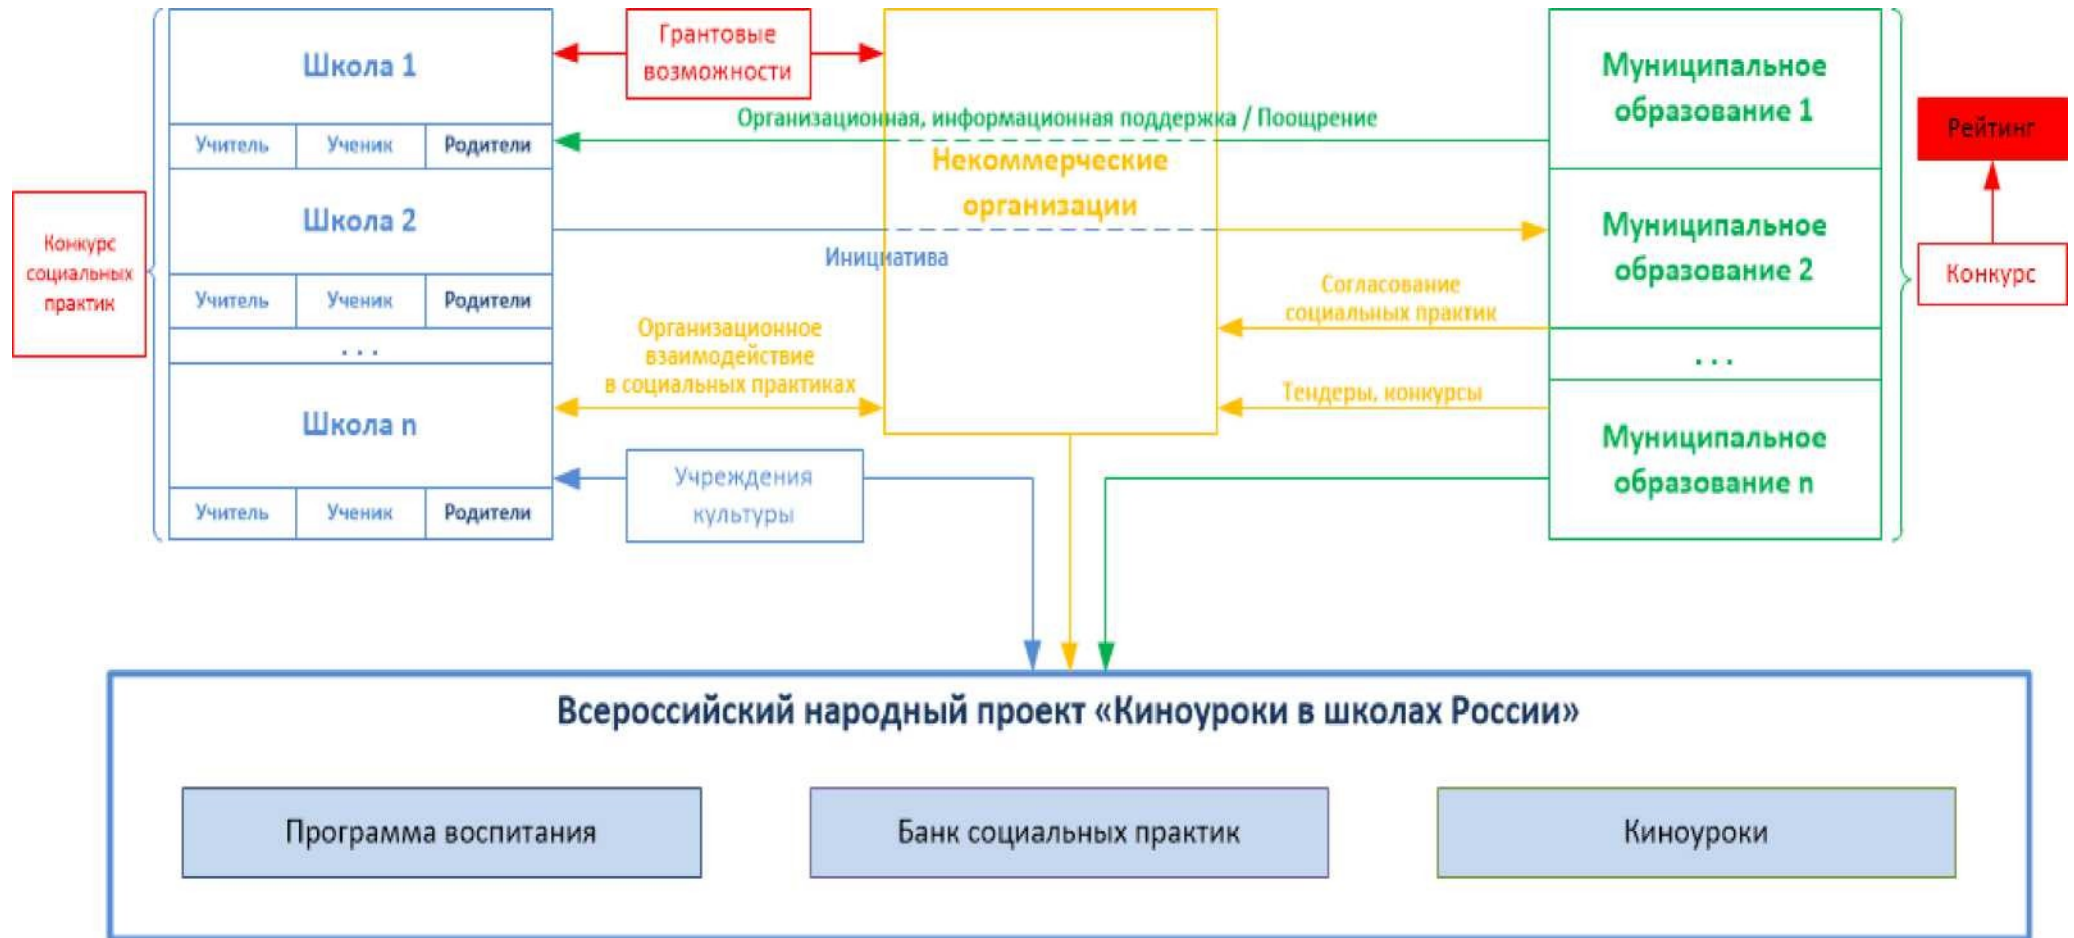 Школа 1
Учитель
Ученик
Родители
Школа 2
Учитель
Ученик
Родители
. . .
Школа n
Учитель
Ученик
Родители
Конкурс
социальных
практик
Грантовые
возможности
Организационная, информационная поддержка / Поощрение
Некоммерческие
организации
Инициатива
Организационное
взаимодействие
в социальных практиках
Согласование
социальных практик
Тендеры, конкурсы
Учреждения
культуры
Муниципальное
образование 1
Муниципальное
образование 2
. . .
Муниципальное
образование n
Рейтинг
Конкурс
Всероссийский народный проект «Киноуроки в школах России»
Программа воспитания
Банк социальных практик
Киноуроки